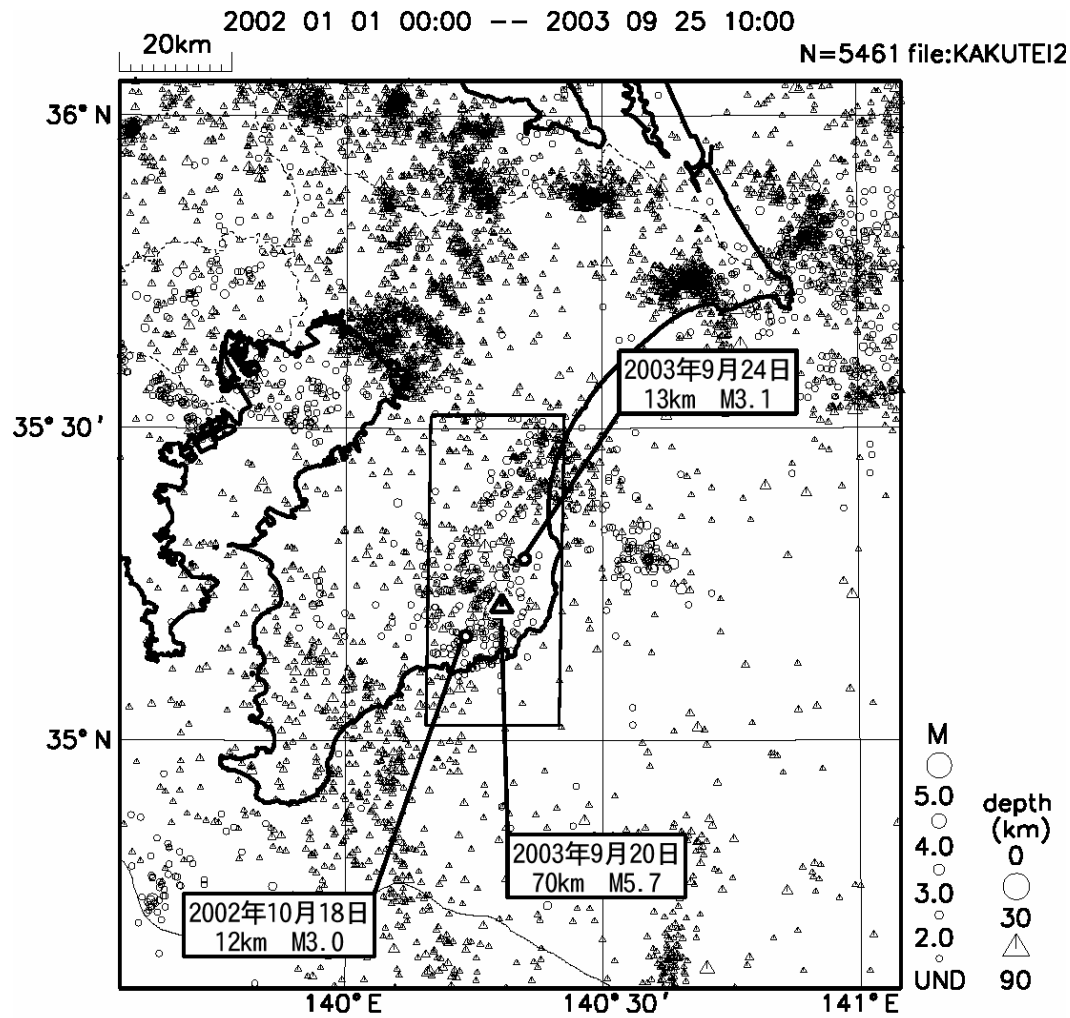 2002 01 01 00:00 -- 2003 09 25 10:00
20km
N=5461 file:KAKUTEI2
36°N
2003年9月24日
13km M3.1
35°30'
35°N
M
5.0
4.0
3.0
2.0
UND
depth
(km)
0
30
90
2003年9月20日
70km M5.7
2002年10月18日
12km M3.0
140°E
140°30'
141°E